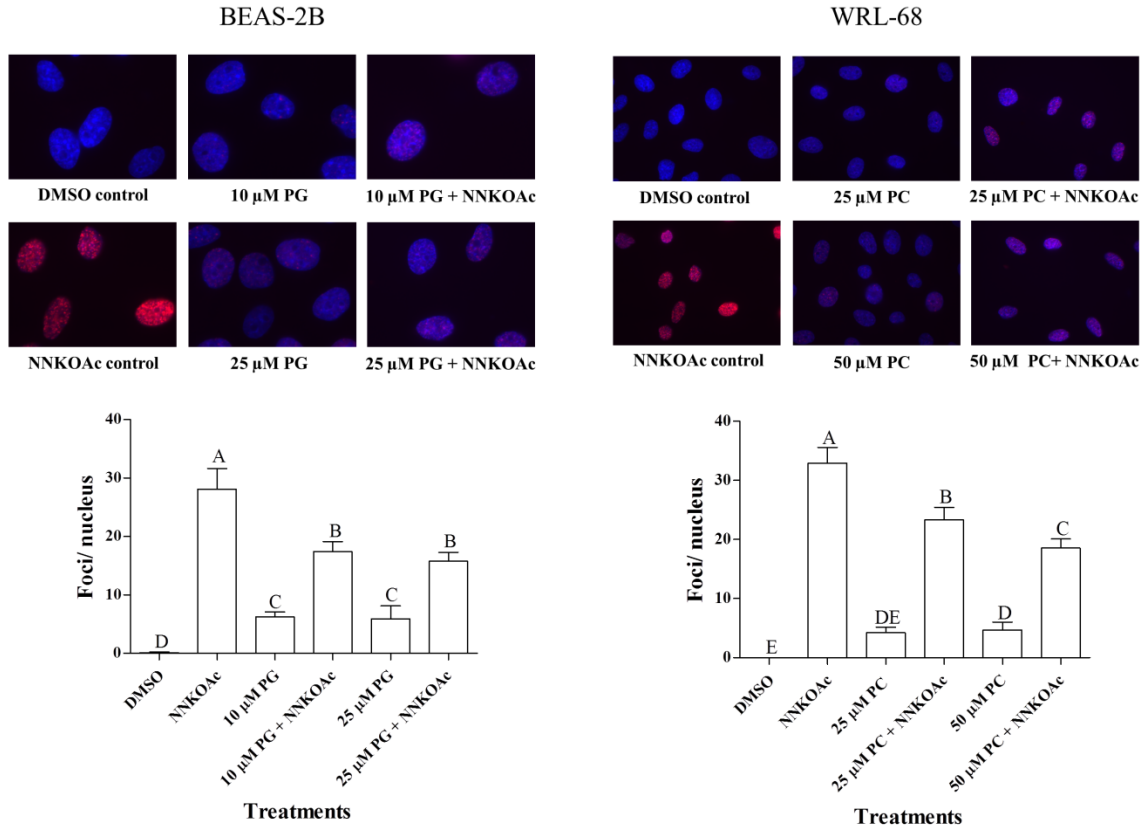 BEAS-2B
DMSO control
10 µM PG
10 µM PG + NNKOAc
NNKOAc control
25 µM PG
25 µM PG + NNKOAc
40
30
20
10
0
Foci/ nucleus
D
A
C
B
C
B
DMSO
NNKOAc
10 µM PG
10 µM PG + NNKOAc
25 µM PG
25 µM PG + NNKOAc
Treatments
WRL-68
DMSO control
25 µM PC
25 µM PC + NNKOAc
NNKOAc control
50 µM PC
50 µM PC+ NNKOAc
40
30
20
10
0
Foci/ nucleus
E
A
DE
B
D
C
DMSO
NNKOAc
25 µM PC
25 µM PC + NNKOAc
50 µM PC
50 µM PC + NNKOAc
Treatments